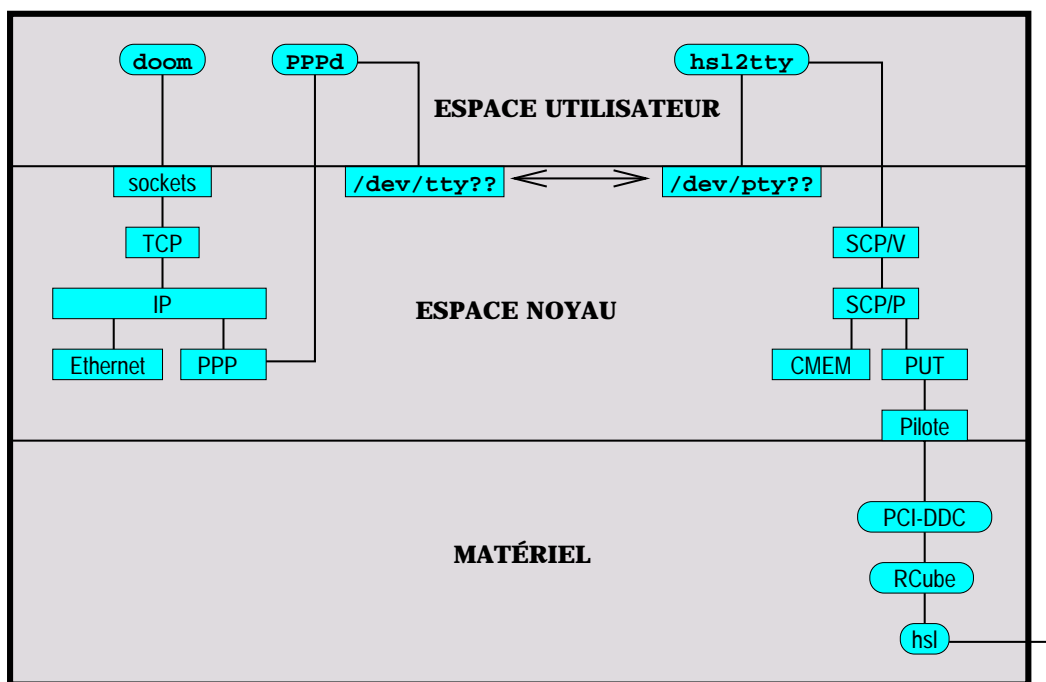 doom
PPPd
hsl2tty
ESPACE UTILISATEUR
sockets
/dev/tty??
/dev/pty??
TCP
SCP/V
IP
ESPACE NOYAU
SCP/P
Ethernet
PPP
CMEM
PUT
Pilote
PCI-DDC
MATÉRIEL
RCube
hsl